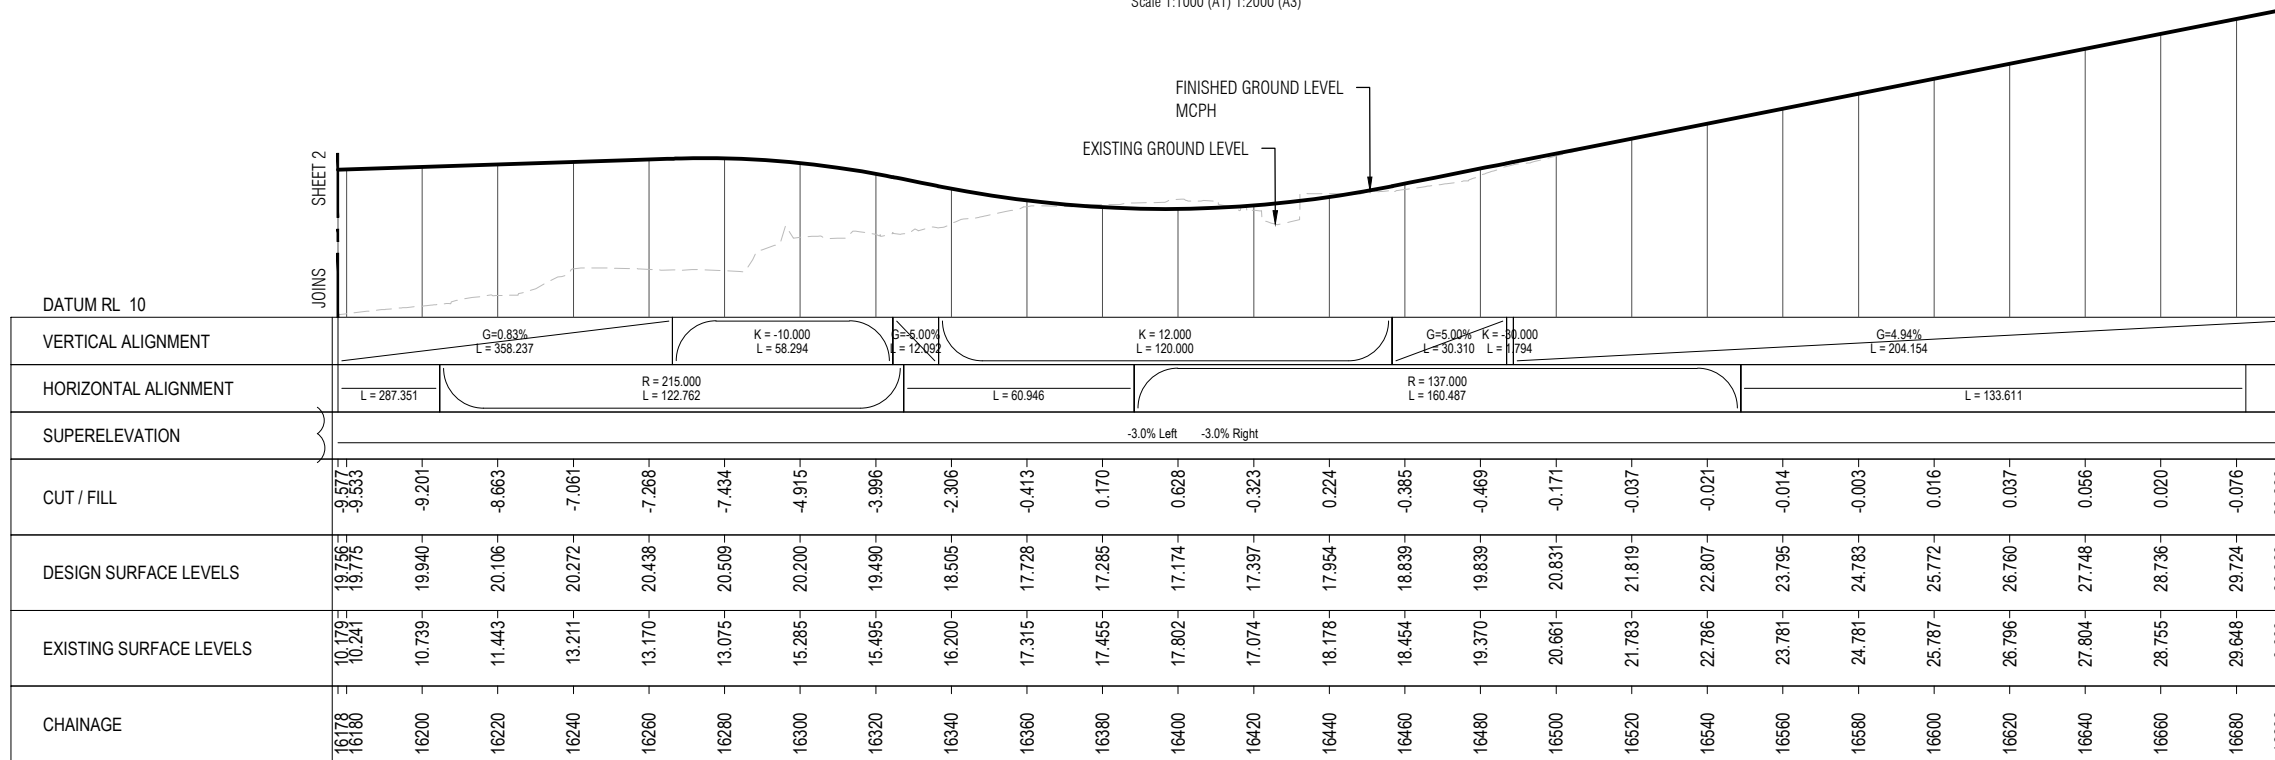 Scale 1:1000 (A1) 1:2000 (A3)
FINISHED GROUND LEVEL
MCPH
EXISTING GROUND LEVEL
SHEET 2
JOINS
DATUM RL 10
VERTICAL ALIGNMENT
G=0.83%
L = 358.237
K = -10.000
L = 58.294
G=-5.00%
L = 12.092
K = 12.000
L = 120.000
G=5.00%
L = 30.310
K = -30.000
L = 1.794
G=4.94%
L = 204.154
HORIZONTAL ALIGNMENT
L = 287.351
R = 215.000
L = 122.762
L = 60.946
R = 137.000
L = 160.487
L = 133.611
SUPERELEVATION
-3.0% Left -3.0% Right
CUT / FILL
-9.577 -9.533 -9.201 -8.663 -7.061 -7.268 -7.434 -4.915 -3.996 -2.306 -0.413 0.170 0.628 -0.323 0.224 -0.385 -0.469 -0.171 -0.037 -0.021 -0.014 -0.003 0.016 0.037 0.056 0.020 -0.076
DESIGN SURFACE LEVELS
19.756 19.775 19.940 20.106 20.272 20.438 20.509 20.200 19.490 18.505 17.728 17.285 17.174 17.397 17.954 18.839 19.839 20.831 21.819 22.807 23.795 24.783 25.772 26.760 27.748 28.736 29.724
EXISTING SURFACE LEVELS
10.179 10.241 10.739 11.443 13.211 13.170 13.075 15.285 15.495 16.200 17.315 17.455 17.802 17.074 18.178 18.454 19.370 20.661 21.783 22.786 23.781 24.781 25.787 26.796 27.804 28.755 29.648
CHAINAGE
16178 16180 16200 16220 16240 16260 16280 16300 16320 16340 16360 16380 16400 16420 16440 16460 16480 16500 16520 16540 16560 16580 16600 16620 16640 16660 16680